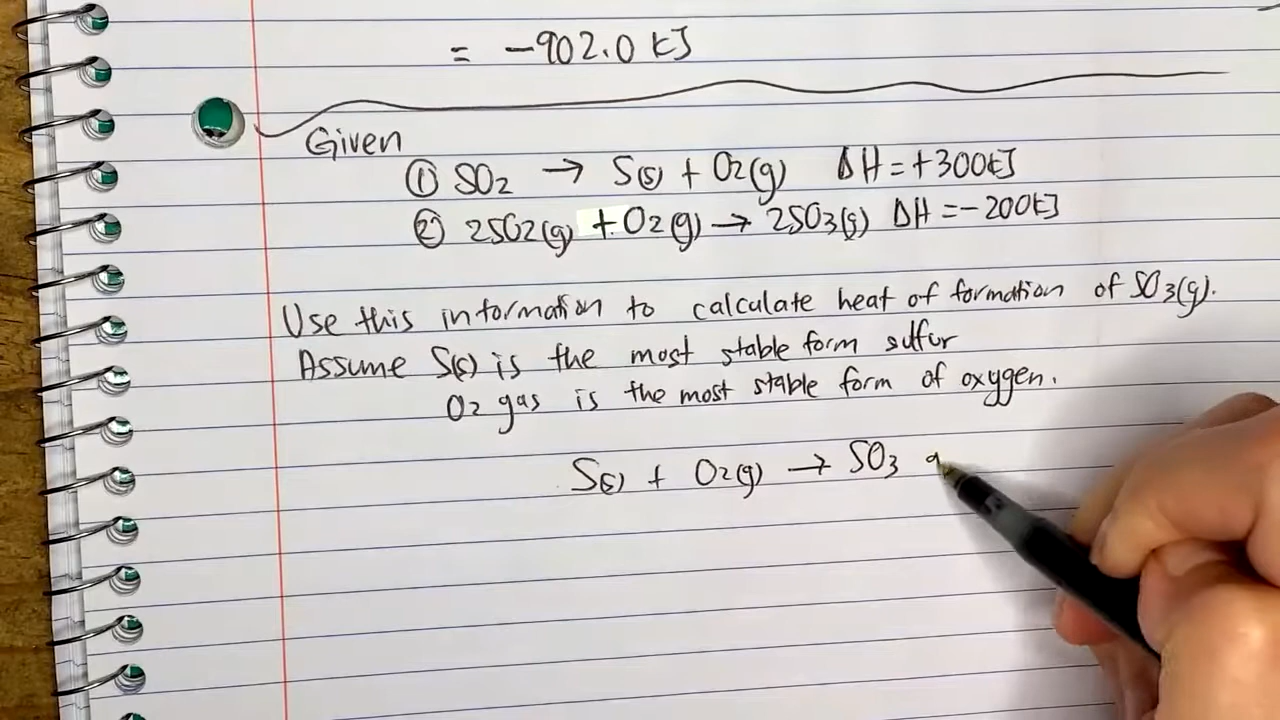 = -902.0 kJ
Given
① SO2 → S(s) + O2(g) ΔH = +300kJ
② 2SO2(g) + O2(g) → 2SO3(g) ΔH = -200kJ
Use this information to calculate heat of formation of SO3(g).
Assume S(s) is the most stable form sulfur
O2 gas is the most stable form of oxygen.
S(s) + O2(g) → SO3